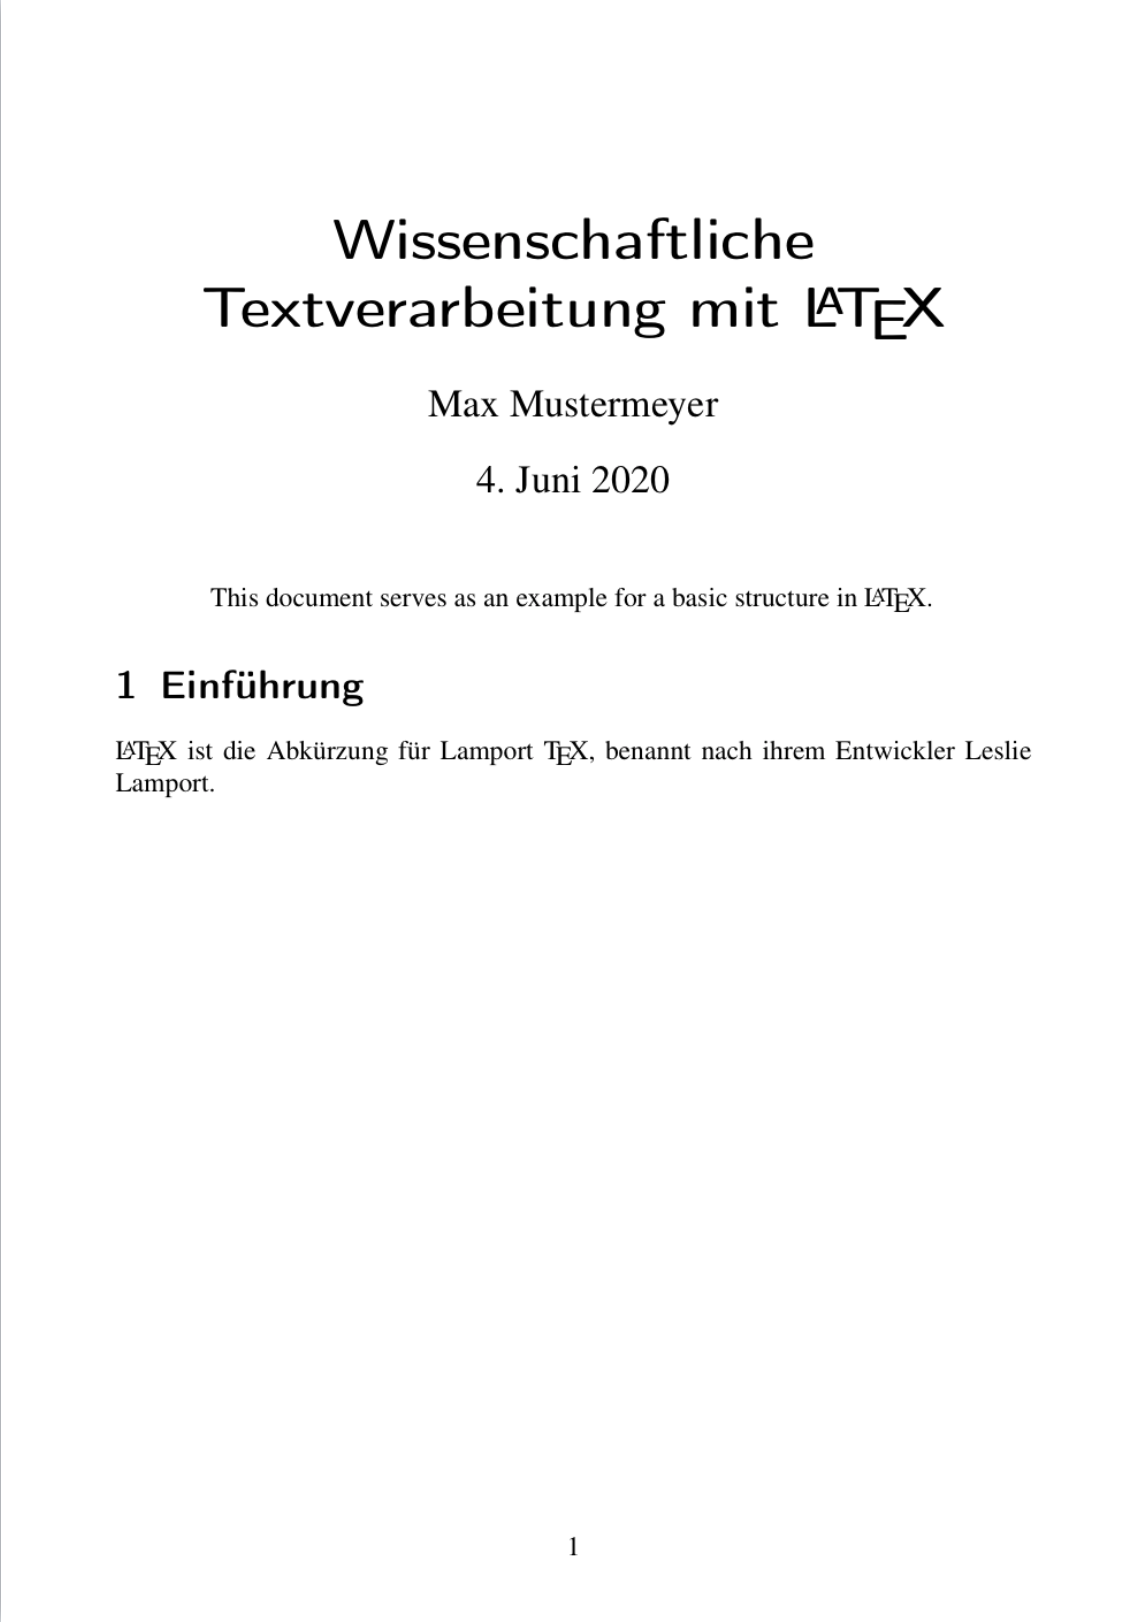 Wissenschaftliche
Textverarbeitung mit LATEX
Max Mustermeyer
4. Juni 2020
This document serves as an example for a basic structure in LATEX.
1 Einführung
LATEX ist die Abkürzung für Lamport TEX, benannt nach ihrem Entwickler Leslie
Lamport.
1